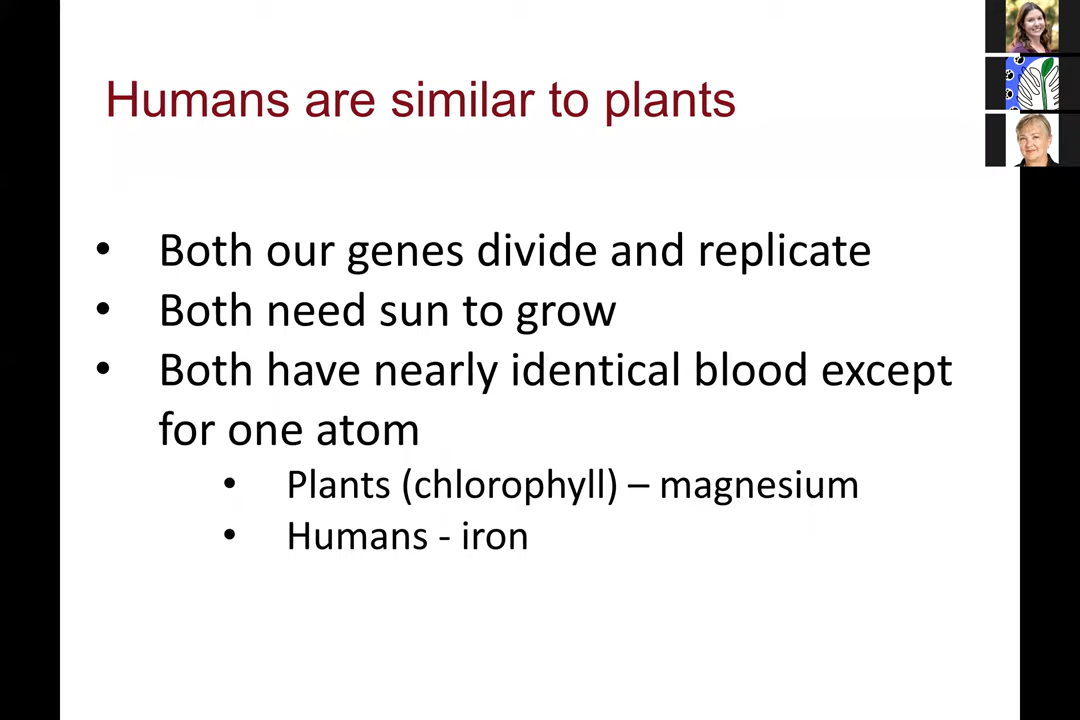 Humans are similar to plants
• Both our genes divide and replicate
• Both need sun to grow
• Both have nearly identical blood except
for one atom
• Plants (chlorophyll) – magnesium
• Humans - iron